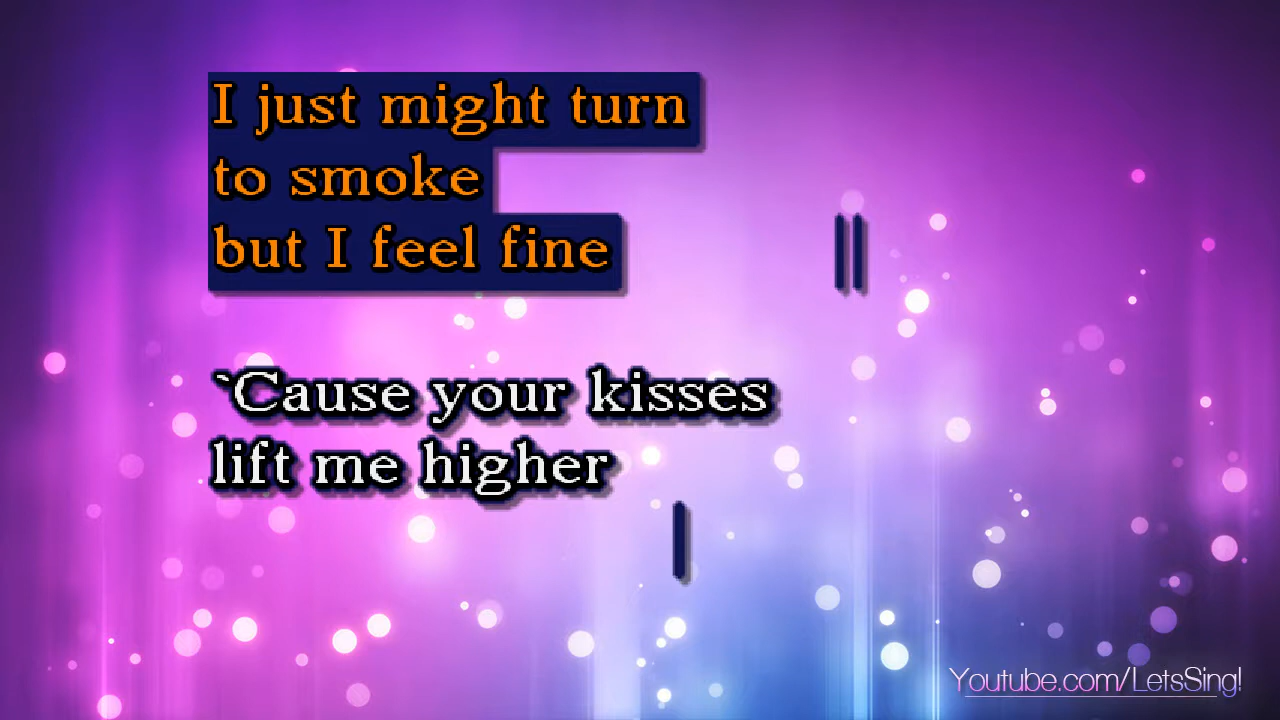 I just might turn
to smoke
but I feel fine
`Cause your kisses
lift me higher
Youtube.com/LetsSing!